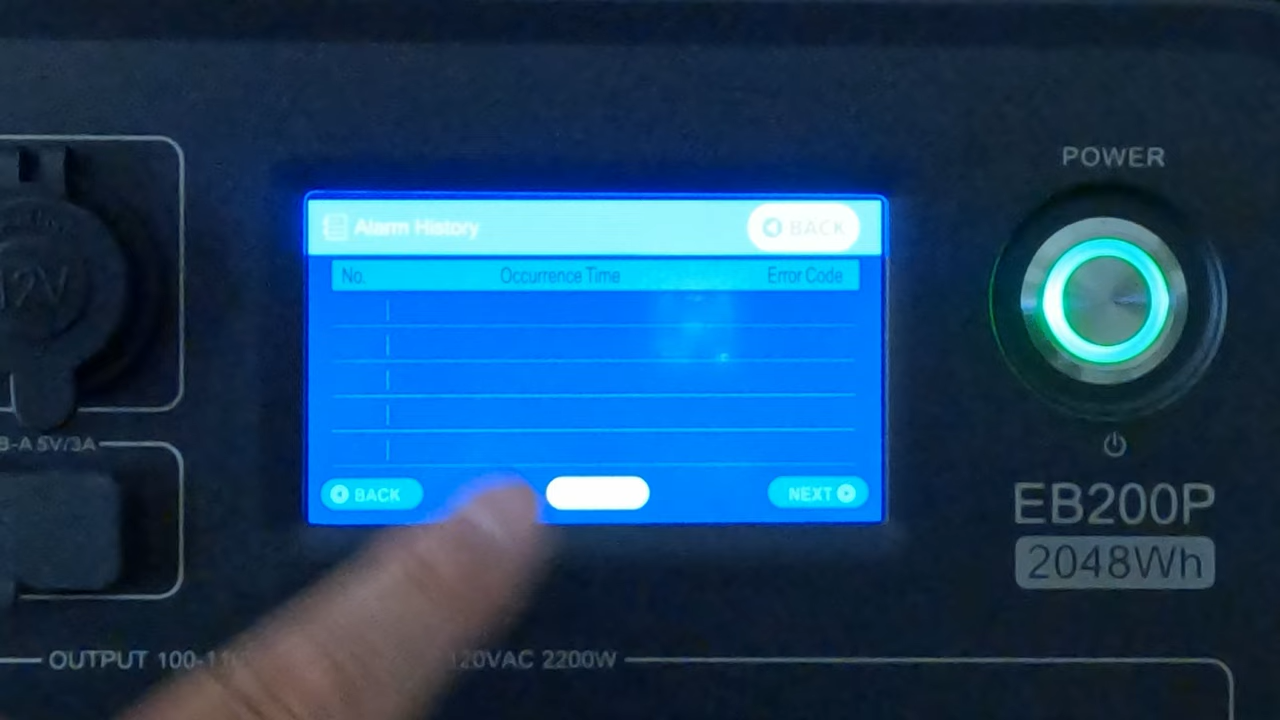 POWER
Alarm History
BACK
No. Occurrence Time Error Code
12V
B-A 5V/3A
BACK
NEXT
EB200P
2048Wh
OUTPUT 100-1 120VAC 2200W